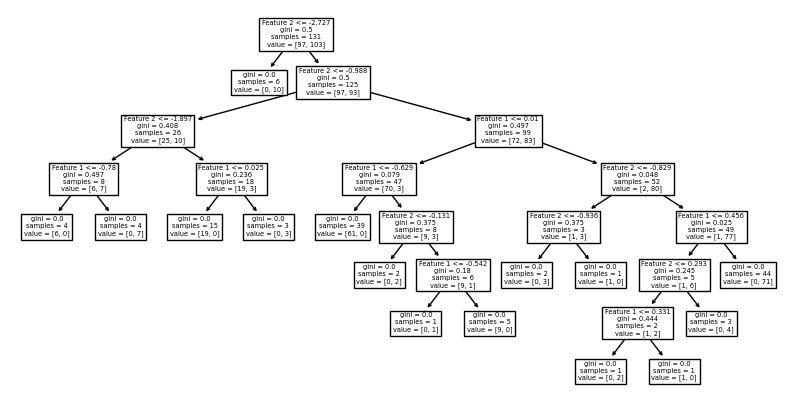 Feature 2 <= -2.727
gini = 0.5
samples = 131
value = [97, 103]
gini = 0.0
samples = 6
value = [0, 10]
Feature 2 <= -0.988
gini = 0.5
samples = 125
value = [97, 93]
Feature 2 <= -1.897
gini = 0.408
samples = 26
value = [25, 10]
Feature 1 <= 0.01
gini = 0.497
samples = 99
value = [72, 83]
Feature 1 <= -0.78
gini = 0.497
samples = 8
value = [6, 7]
Feature 1 <= 0.025
gini = 0.236
samples = 18
value = [19, 3]
Feature 1 <= -0.629
gini = 0.079
samples = 47
value = [70, 3]
Feature 2 <= -0.829
gini = 0.048
samples = 52
value = [2, 80]
gini = 0.0
samples = 4
value = [6, 0]
gini = 0.0
samples = 4
value = [0, 7]
gini = 0.0
samples = 15
value = [19, 0]
gini = 0.0
samples = 3
value = [0, 3]
gini = 0.0
samples = 39
value = [61, 0]
Feature 2 <= -0.131
gini = 0.375
samples = 8
value = [9, 3]
Feature 2 <= -0.936
gini = 0.375
samples = 3
value = [1, 3]
Feature 1 <= 0.456
gini = 0.025
samples = 49
value = [1, 77]
gini = 0.0
samples = 2
value = [0, 2]
Feature 1 <= -0.542
gini = 0.18
samples = 6
value = [9, 1]
gini = 0.0
samples = 2
value = [0, 3]
gini = 0.0
samples = 1
value = [1, 0]
Feature 2 <= 0.293
gini = 0.245
samples = 5
value = [1, 6]
gini = 0.0
samples = 44
value = [0, 71]
gini = 0.0
samples = 1
value = [0, 1]
gini = 0.0
samples = 5
value = [9, 0]
Feature 1 <= 0.331
gini = 0.444
samples = 2
value = [1, 2]
gini = 0.0
samples = 3
value = [0, 4]
gini = 0.0
samples = 1
value = [0, 2]
gini = 0.0
samples = 1
value = [1, 0]